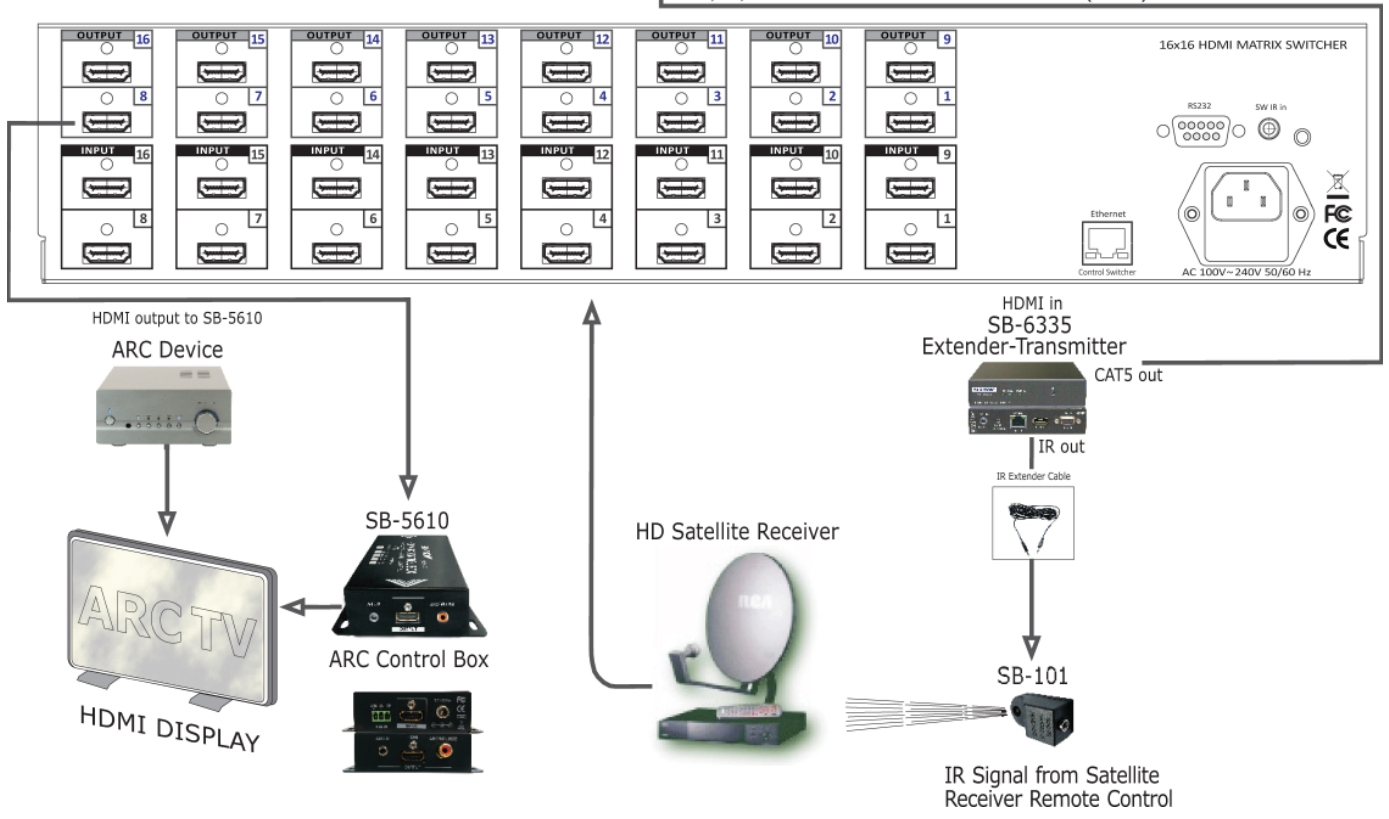 OUTPUT 16 OUTPUT 15 OUTPUT 14 OUTPUT 13 OUTPUT 12 OUTPUT 11 OUTPUT 10 OUTPUT 9
8 7 6 5 4 3 2 1
INPUT 16 INPUT 15 INPUT 14 INPUT 13 INPUT 12 INPUT 11 INPUT 10 INPUT 9
8 7 6 5 4 3 2 1
16x16 HDMI MATRIX SWITCHER
RS232
SW IR in
Ethernet
Control Switcher
FC
CE
AC 100V~240V 50/60 Hz
HDMI output to SB-5610
ARC Device
HDMI in
SB-6335
Extender-Transmitter
CAT5 out
IR out
IR Extender Cable
SB-5610
HD Satellite Receiver
RCA
ARC TV
OUTPUT
ARC Control Box
HDMI DISPLAY
SB-101
IR Signal from Satellite
Receiver Remote Control